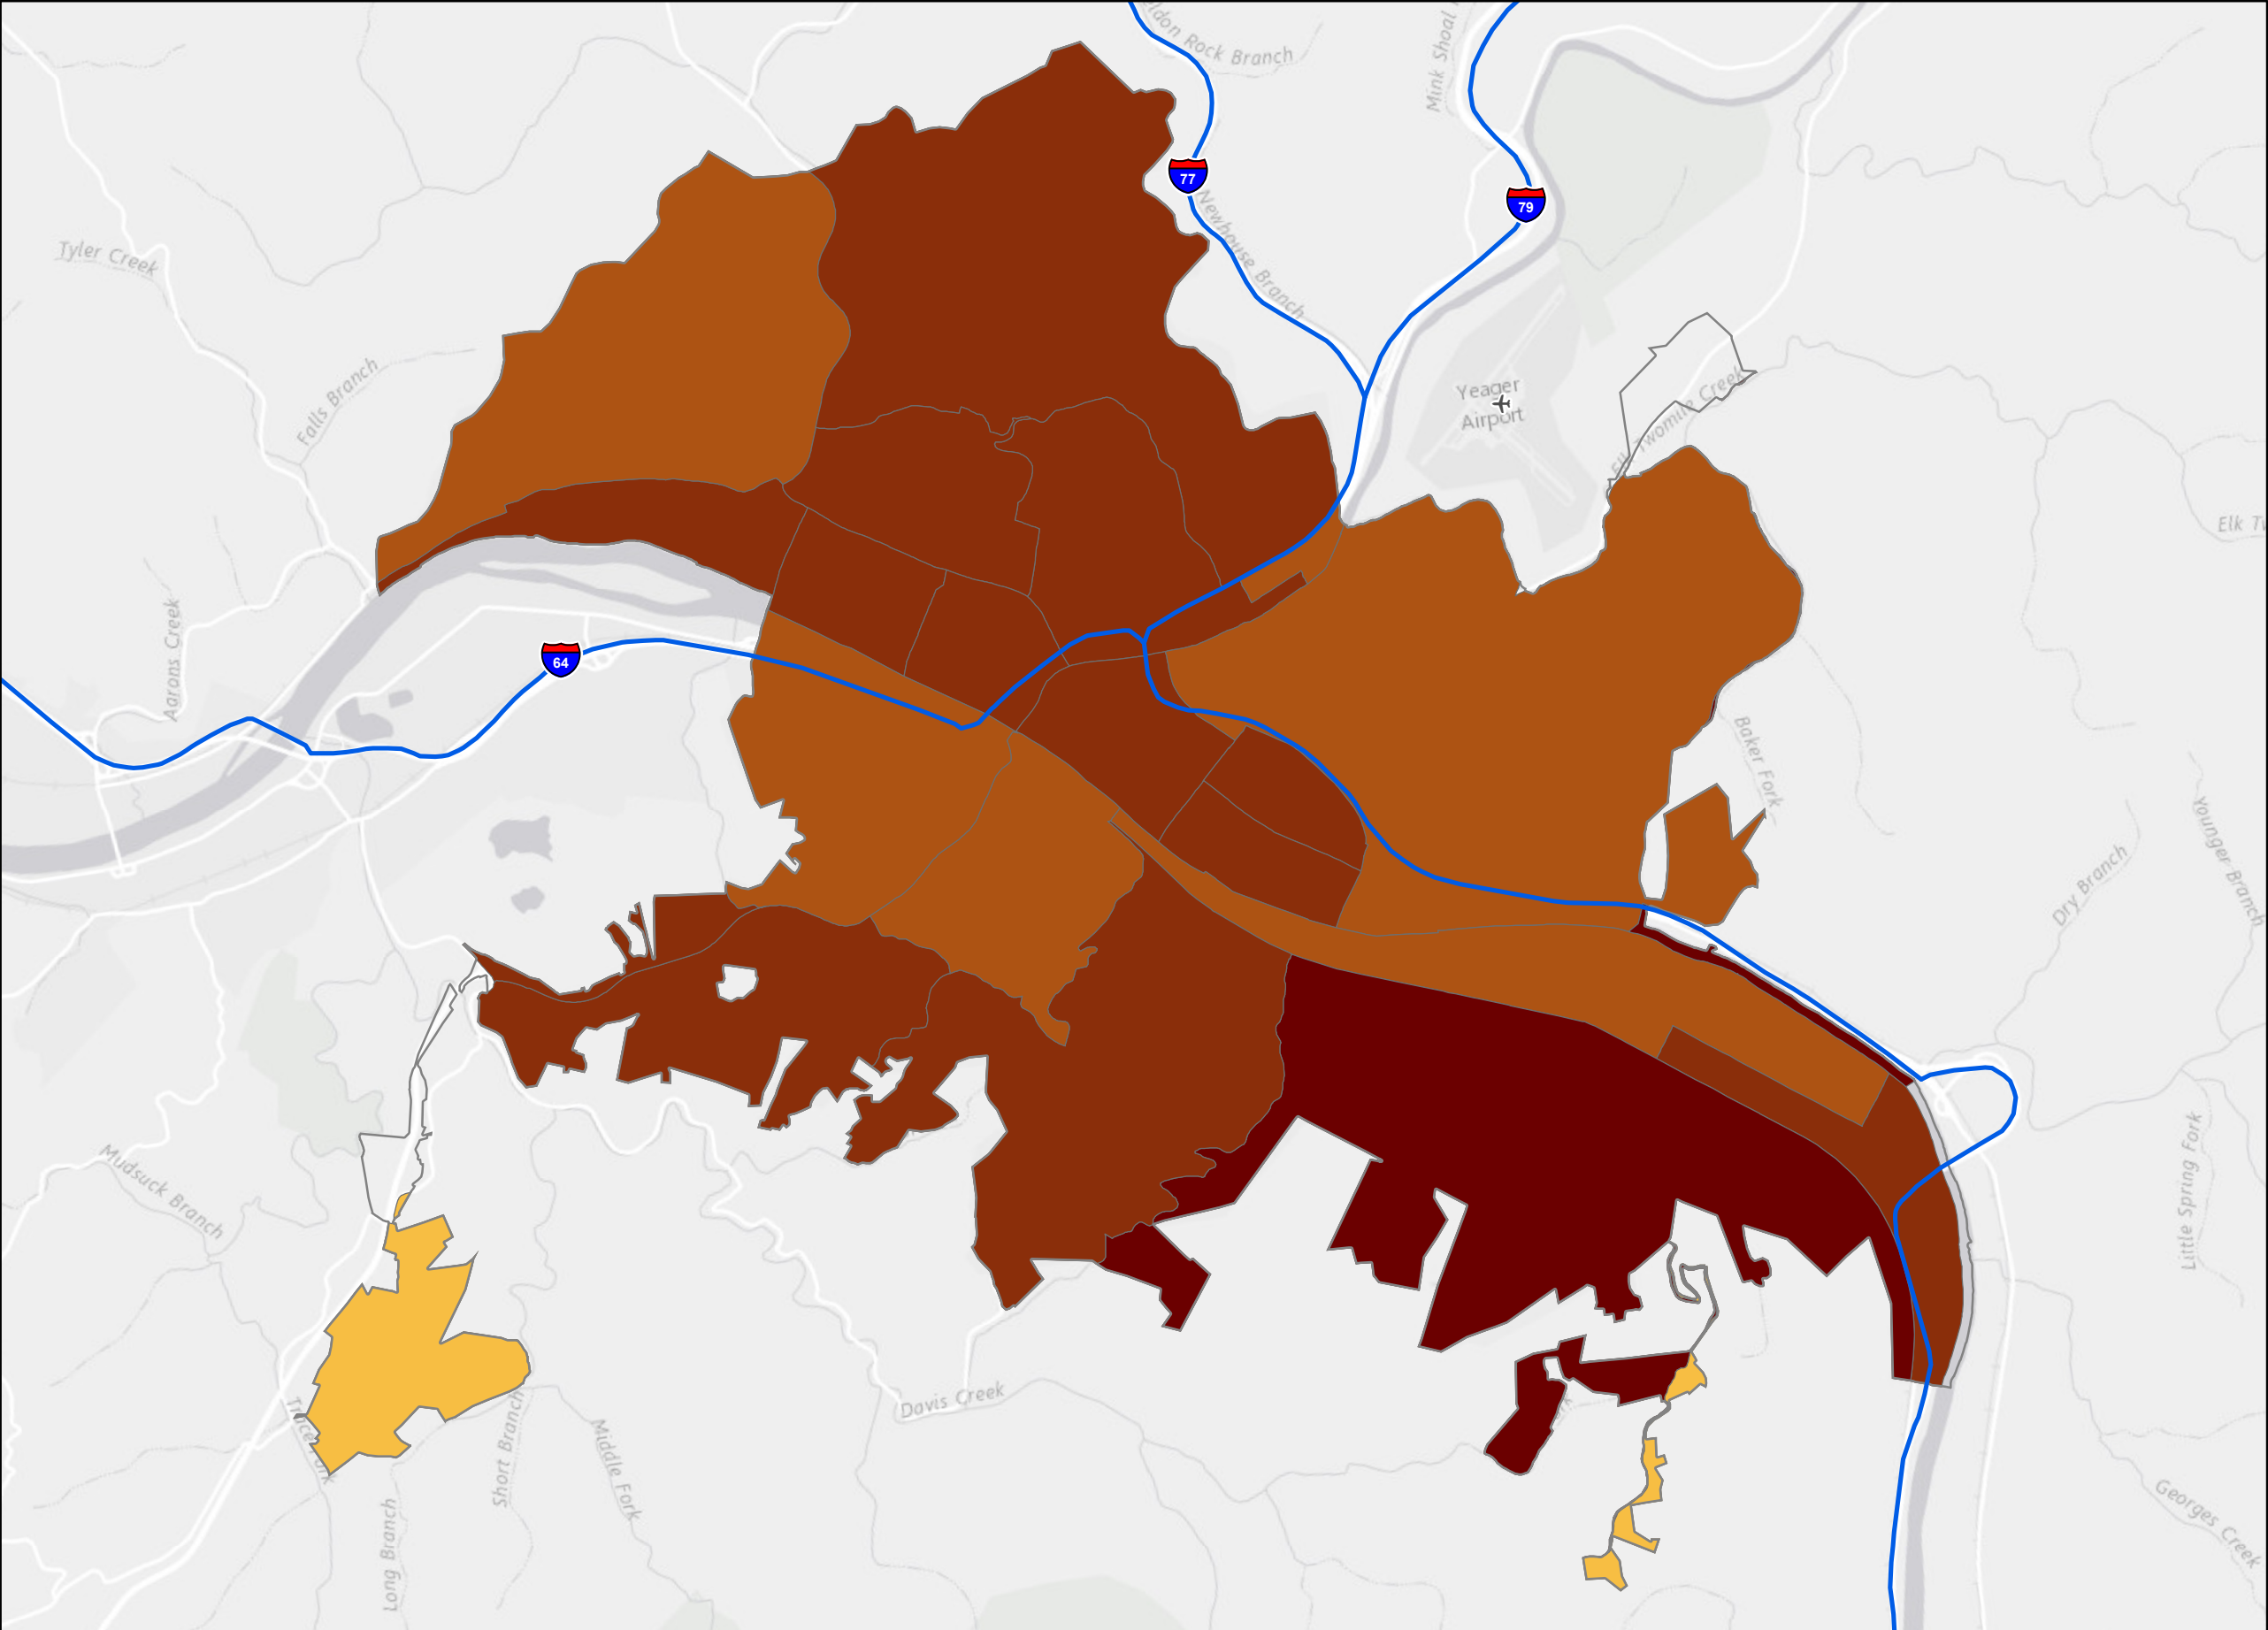 Rock Branch
Mink Shoal
77
79
Newhouse Branch
Tyler Creek
Falls Branch
Yeager
Airport
Elk Twomile Creek
Aarons Creek
64
Baker Fork
Younger Branch
Dry Branch
Mudsuck Branch
Little Spring Fork
Davis Creek
Short Branch
Middle Fork
Long Branch
Georges Creek